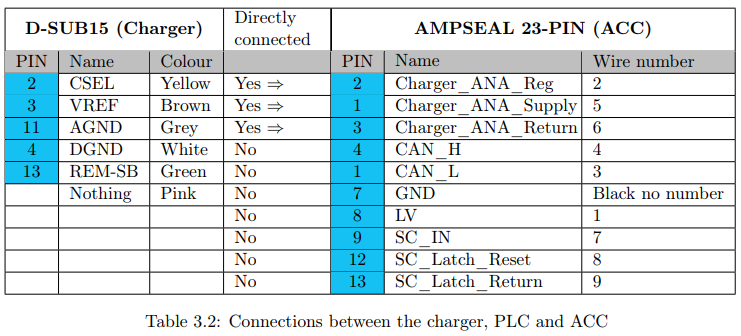 D-SUB15 (Charger) Directly connected AMPSEAL 23-PIN (ACC)
PIN Name Colour PIN Name Wire number
2 CSEL Yellow Yes ⇒ 2 Charger_ANA_Reg 2
3 VREF Brown Yes ⇒ 1 Charger_ANA_Supply 5
11 AGND Grey Yes ⇒ 3 Charger_ANA_Return 6
4 DGND White No 4 CAN_H 4
13 REM-SB Green No 1 CAN_L 3
Nothing Pink No 7 GND Black no number
No 8 LV 1
No 9 SC_IN 7
No 12 SC_Latch_Reset 8
No 13 SC_Latch_Return 9
Table 3.2: Connections between the charger, PLC and ACC